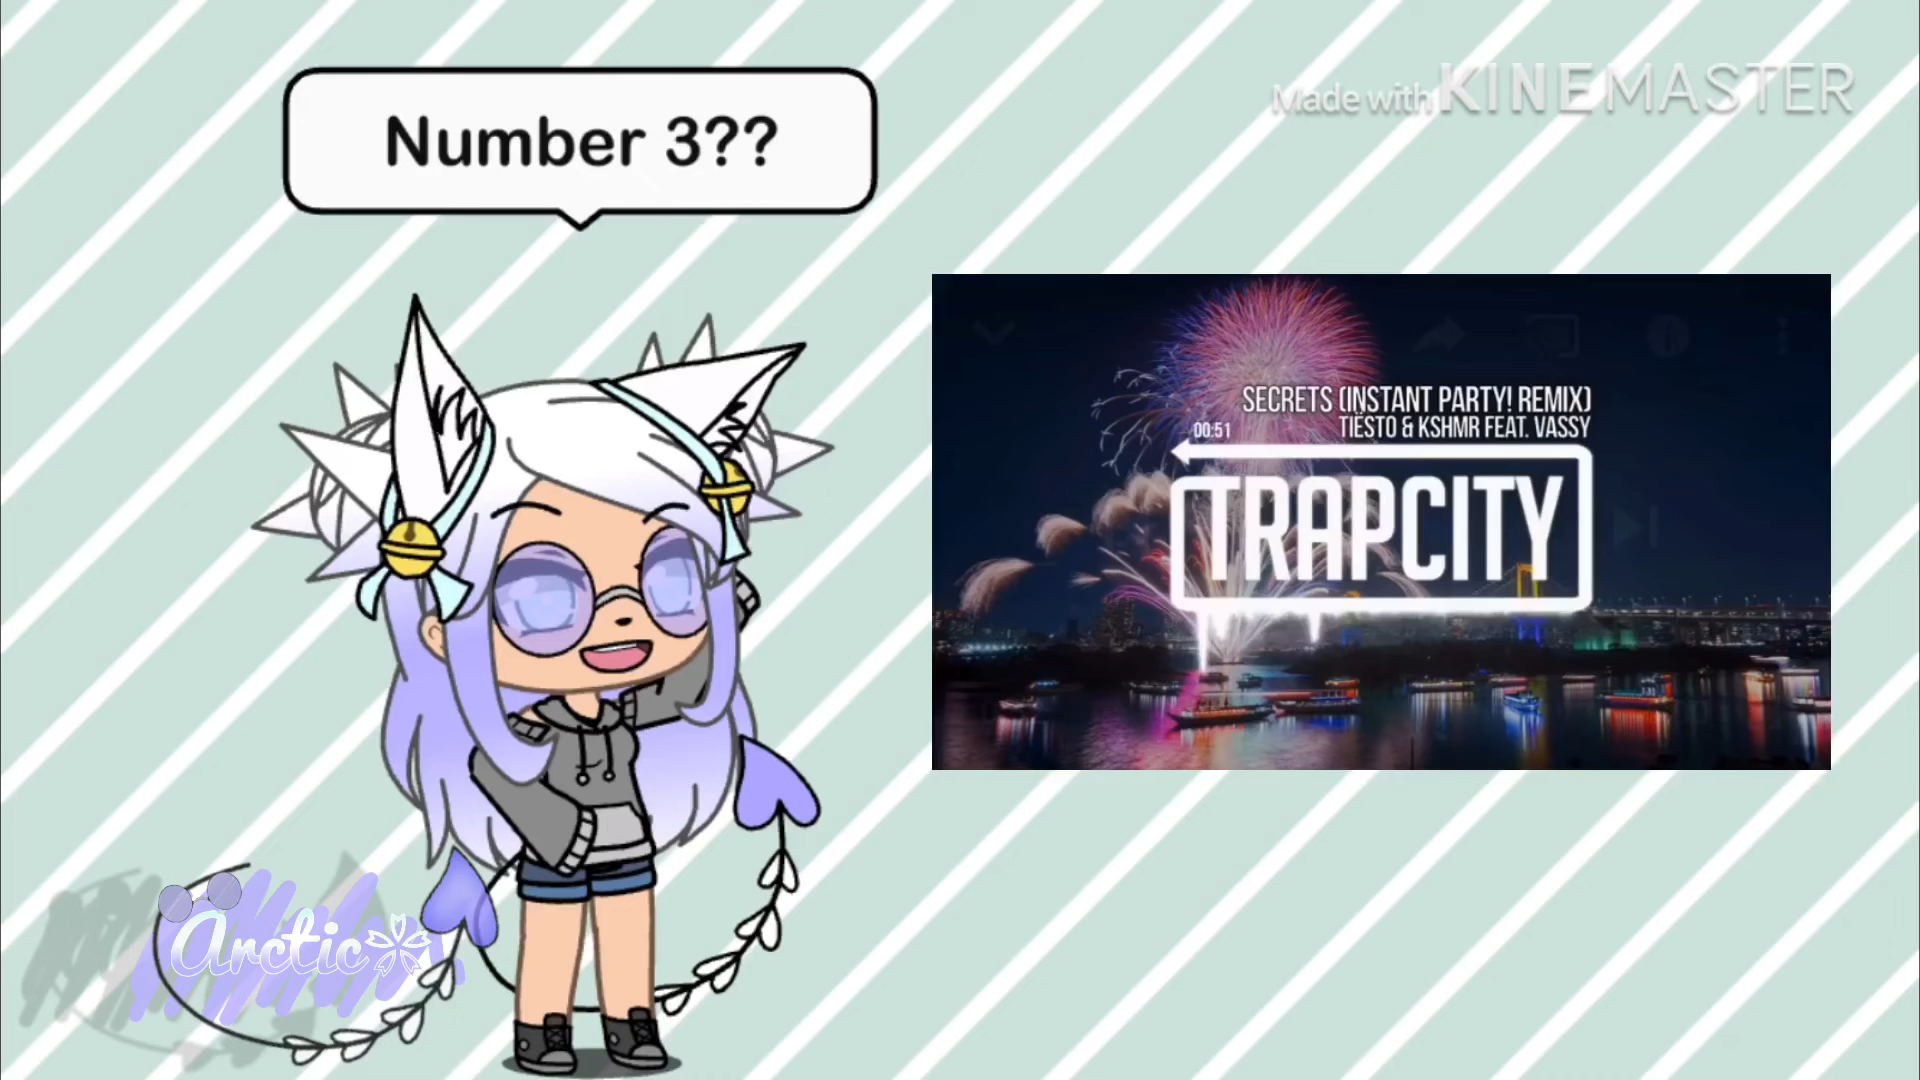 Number 3??
Made with KINEMASTER
SECRETS (INSTANT PARTY! REMIX)
TIËSTO & KSHMR FEAT. VASSY
00:51
TRAPCITY
Arctic